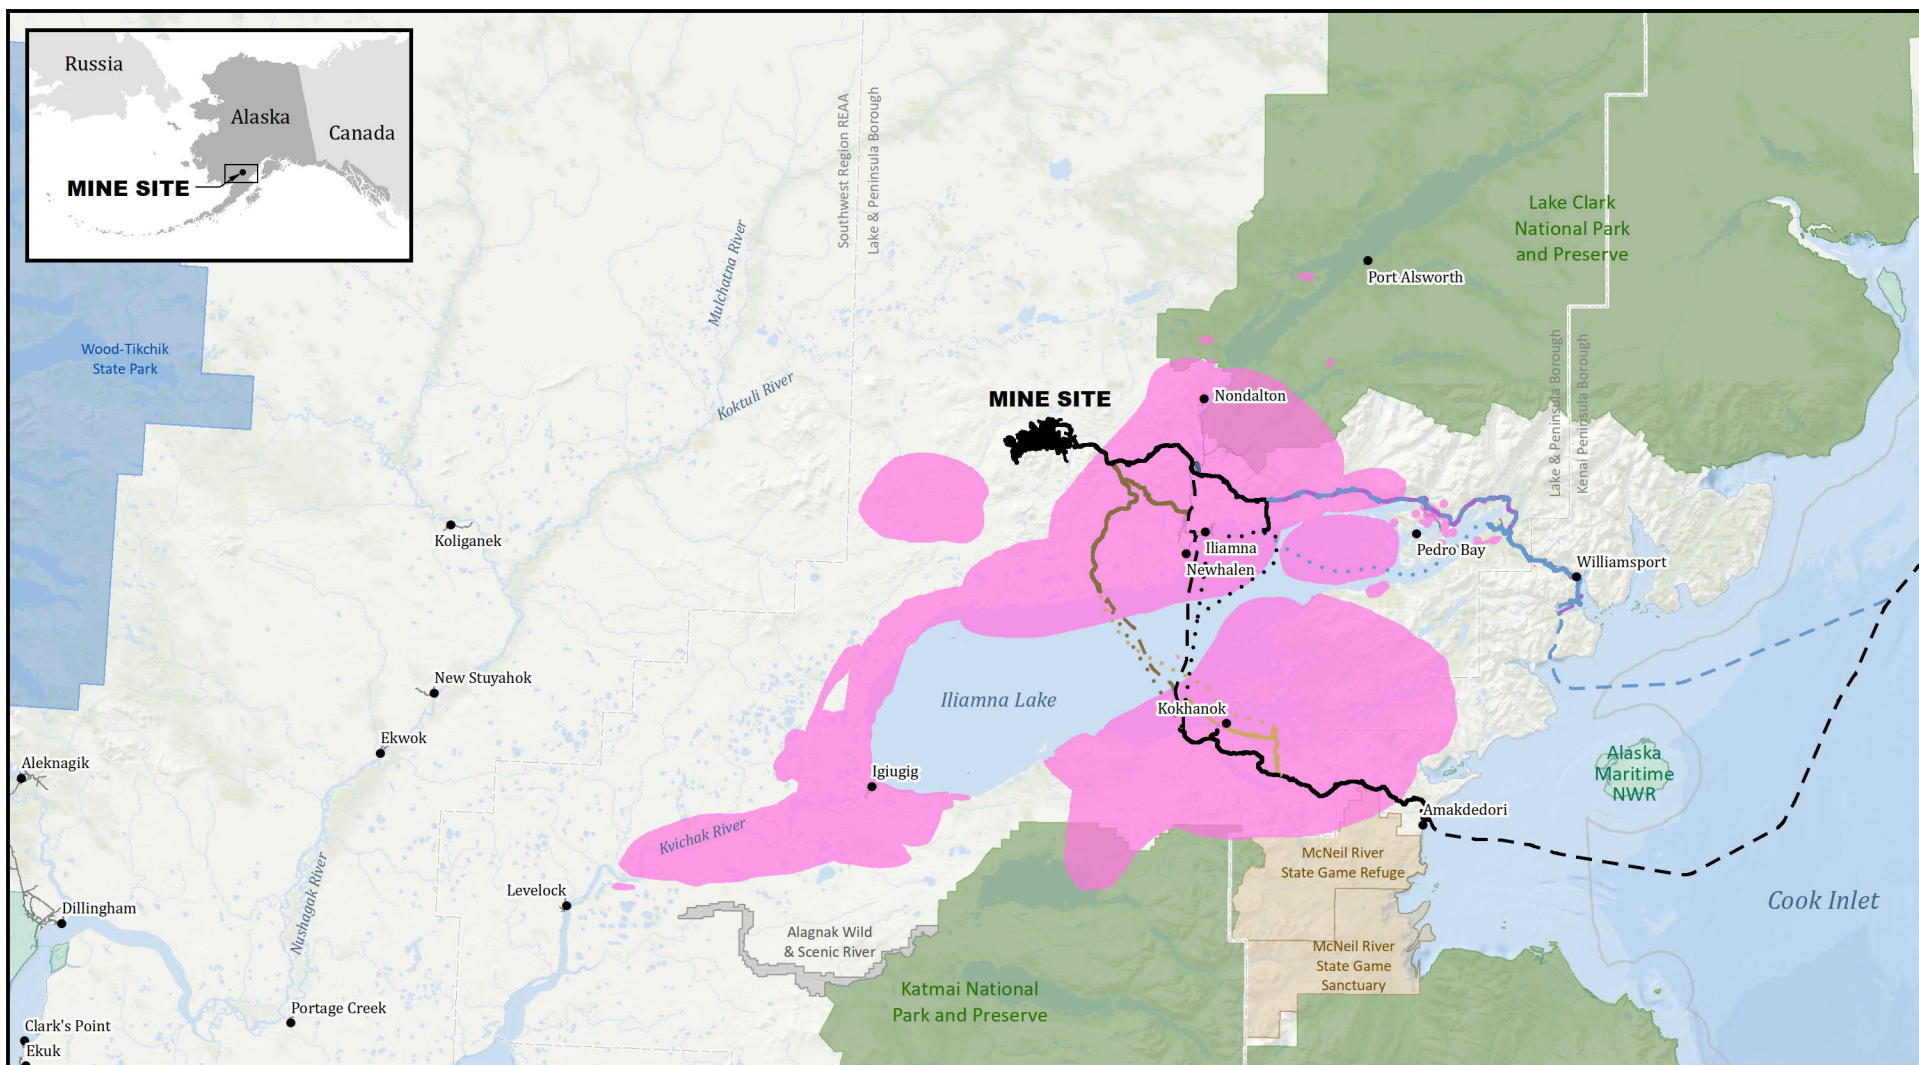 Russia
Alaska
Canada
MINE SITE
Southwest Region REAA
Lake & Peninsula Borough
Mulchatna River
Koktuli River
Lake Clark
National Park
and Preserve
Port Alsworth
Wood-Tikchik
State Park
Lake & Peninsula Borough
Kenai Peninsula Borough
MINE SITE
Nondalton
Koliganek
Iliamna
Newhalen
Pedro Bay
Williamsport
New Stuyahok
Iliamna Lake
Kokhanok
Ekwok
Aleknagik
Igiugig
Alaska
Maritime
NWR
Amakdedori
Kvichak River
McNeil River
State Game Refuge
Levelock
Nushagak River
Dillingham
Alagnak Wild
& Scenic River
Cook Inlet
McNeil River
State Game
Sanctuary
Katmai National
Park and Preserve
Portage Creek
Clark's Point
Ekuk